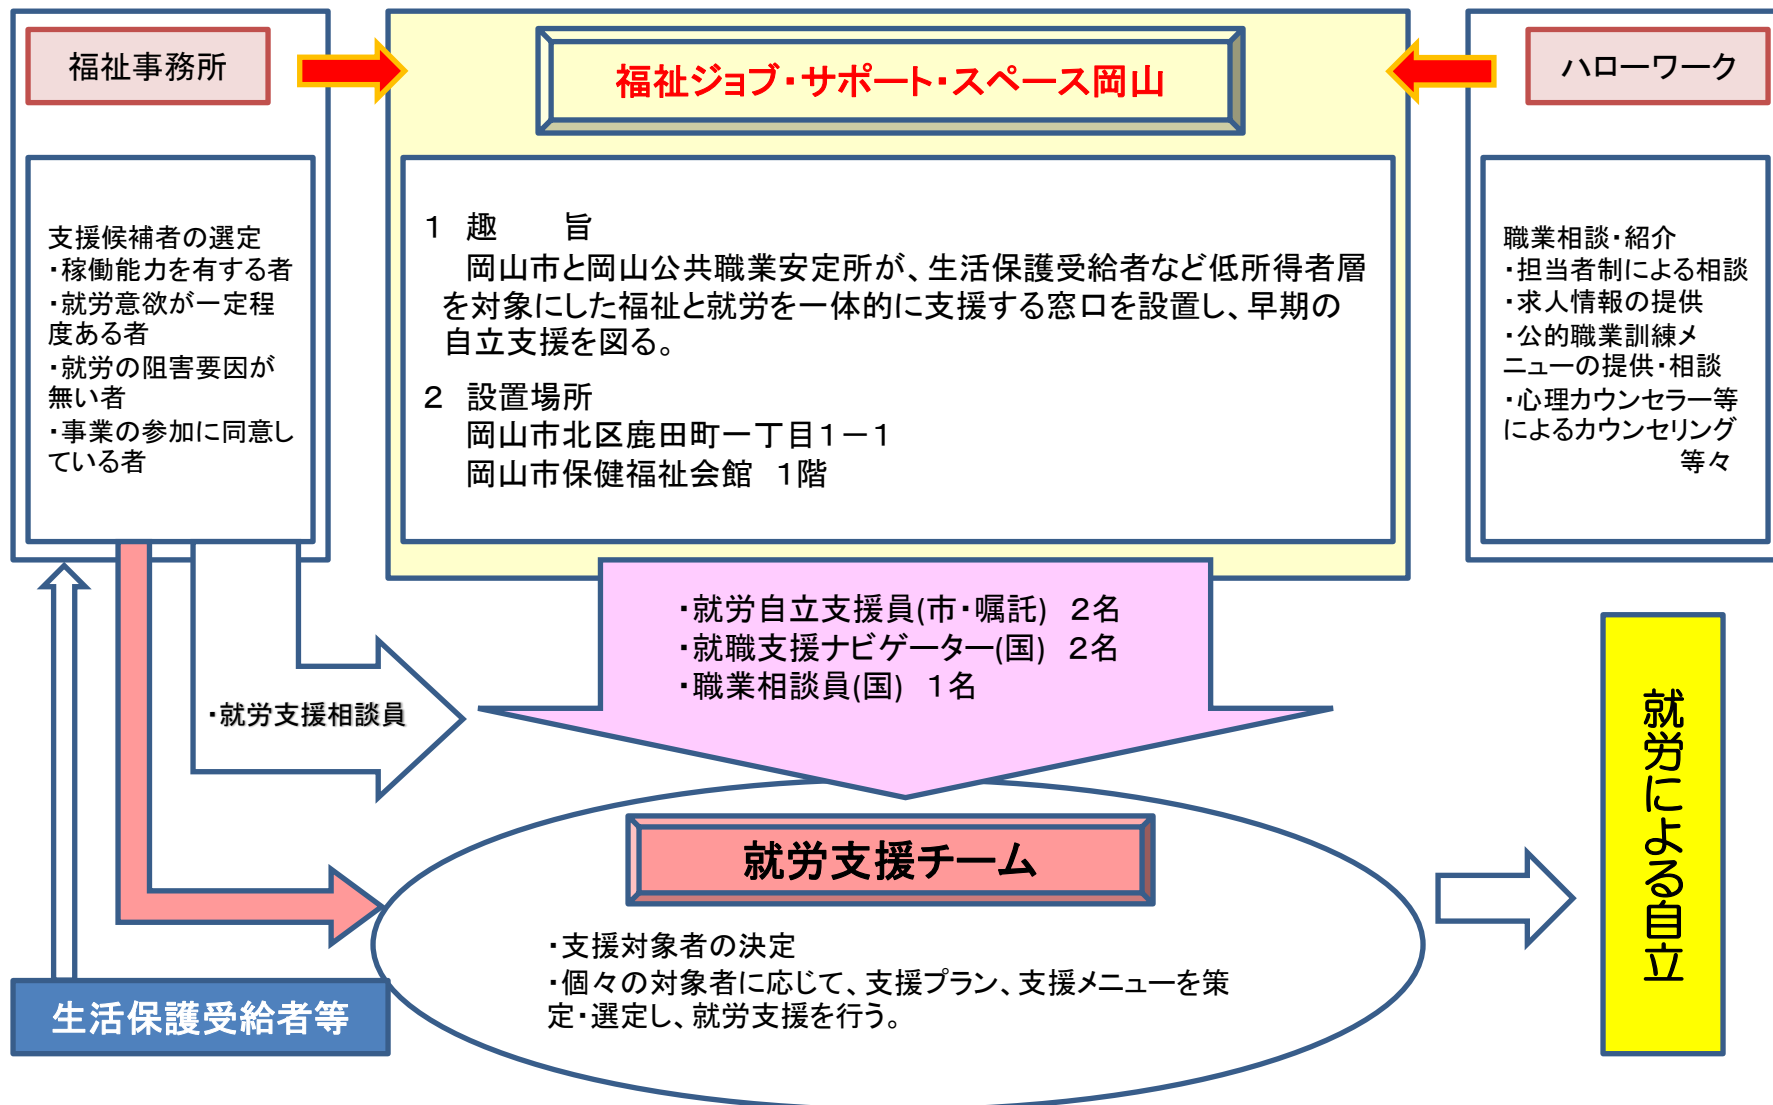 福祉事務所
福祉ジョブ・サポート・スペース岡山
ハローワーク
支援候補者の選定
・稼働能力を有する者
・就労意欲が一定程
度ある者
・就労の阻害要因が
無い者
・事業の参加に同意し
ている者
１　趣　　旨
岡山市と岡山公共職業安定所が、生活保護受給者など低所得者層
を対象にした福祉と就労を一体的に支援する窓口を設置し、早期の
自立支援を図る。
２　設置場所
岡山市北区鹿田町一丁目１－１
岡山市保健福祉会館　１階
職業相談・紹介
・担当者制による相談
・求人情報の提供
・公的職業訓練メ
ニューの提供・相談
・心理カウンセラー等
によるカウンセリング
等々
・就労自立支援員(市・嘱託)　２名
・就職支援ナビゲーター(国)　２名
・職業相談員(国)　１名
・就労支援相談員
就労支援チーム
・支援対象者の決定
・個々の対象者に応じて、支援プラン、支援メニューを策
定・選定し、就労支援を行う。
生活保護受給者等
就労による自立